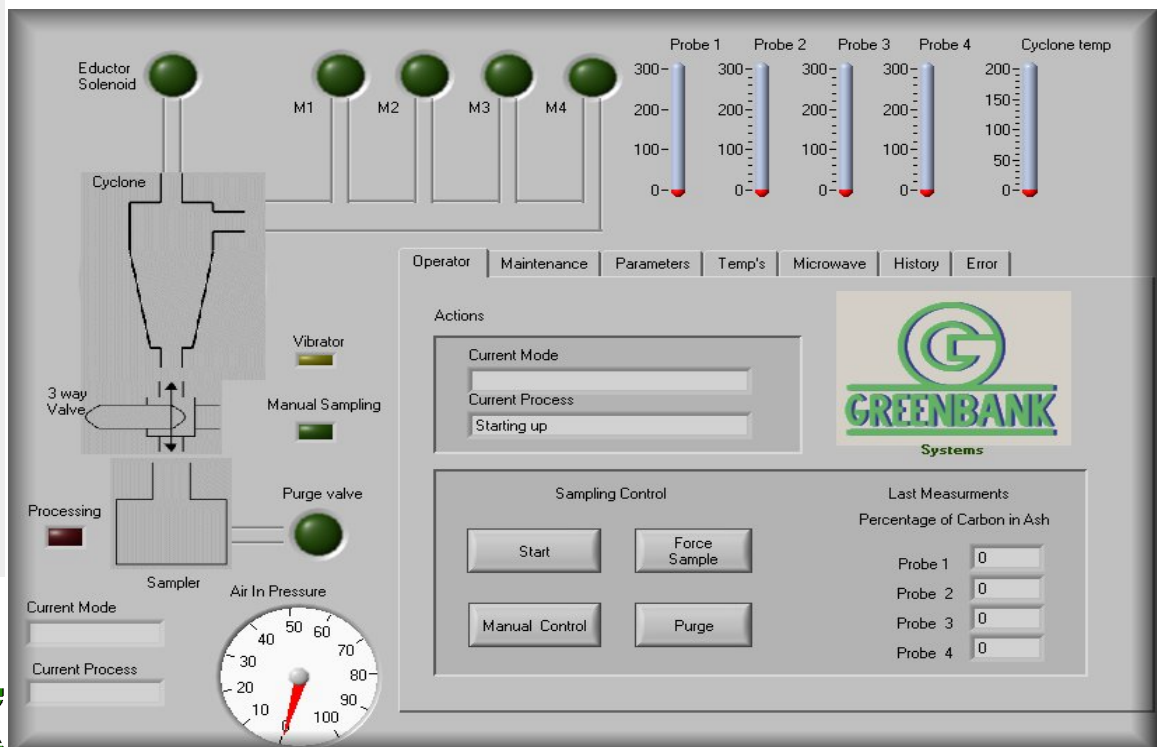 Probe 1 Probe 2 Probe 3 Probe 4 Cyclone temp
Eductor
Solenoid
M1 M2 M3 M4
300 300 300 300 200
200 200 200 200 150
100 100 100 100 100
50
0 0 0 0 0
Cyclone
Operator Maintenance Parameters Temp's Microwave History Error
Actions
Current Mode
Current Process
Starting up
G
GREENBANK
Systems
Vibrator
3 way
Valve
Manual Sampling
Processing
Purge valve
Sampler
Sampling Control
Start
Force
Sample
Manual Control
Purge
Last Measurments
Percentage of Carbon in Ash
Probe 1 0
Probe 2 0
Probe 3 0
Probe 4 0
Current Mode
Current Process
Air In Pressure
0 10 20 30 40 50 60 70 80 90 100